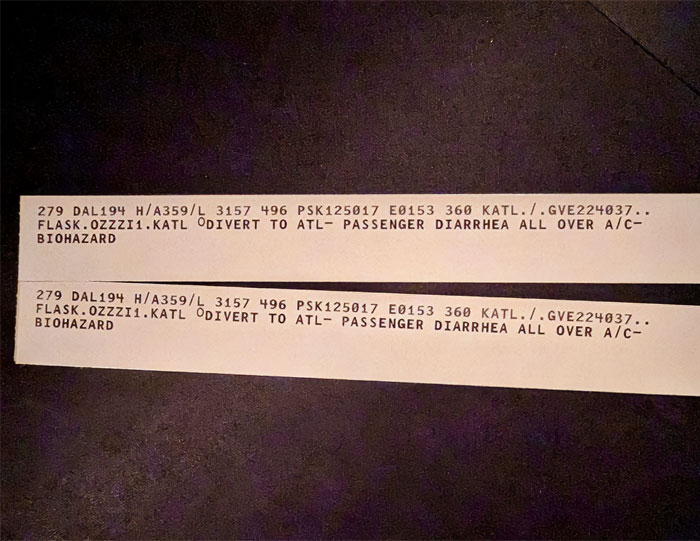 279 DAL194 H/A359/L 3157 496 PSK125017 E0153 360 KATL./.GVE224037..
FLASK.OZZZI1.KATL ○DIVERT TO ATL— PASSENGER DIARRHEA ALL OVER A/C—
BIOHAZARD
279 DAL194 H/A359/L 3157 496 PSK125017 E0153 360 KATL./.GVE224037..
FLASK.OZZZI1.KATL ○DIVERT TO ATL— PASSENGER DIARRHEA ALL OVER A/C—
BIOHAZARD